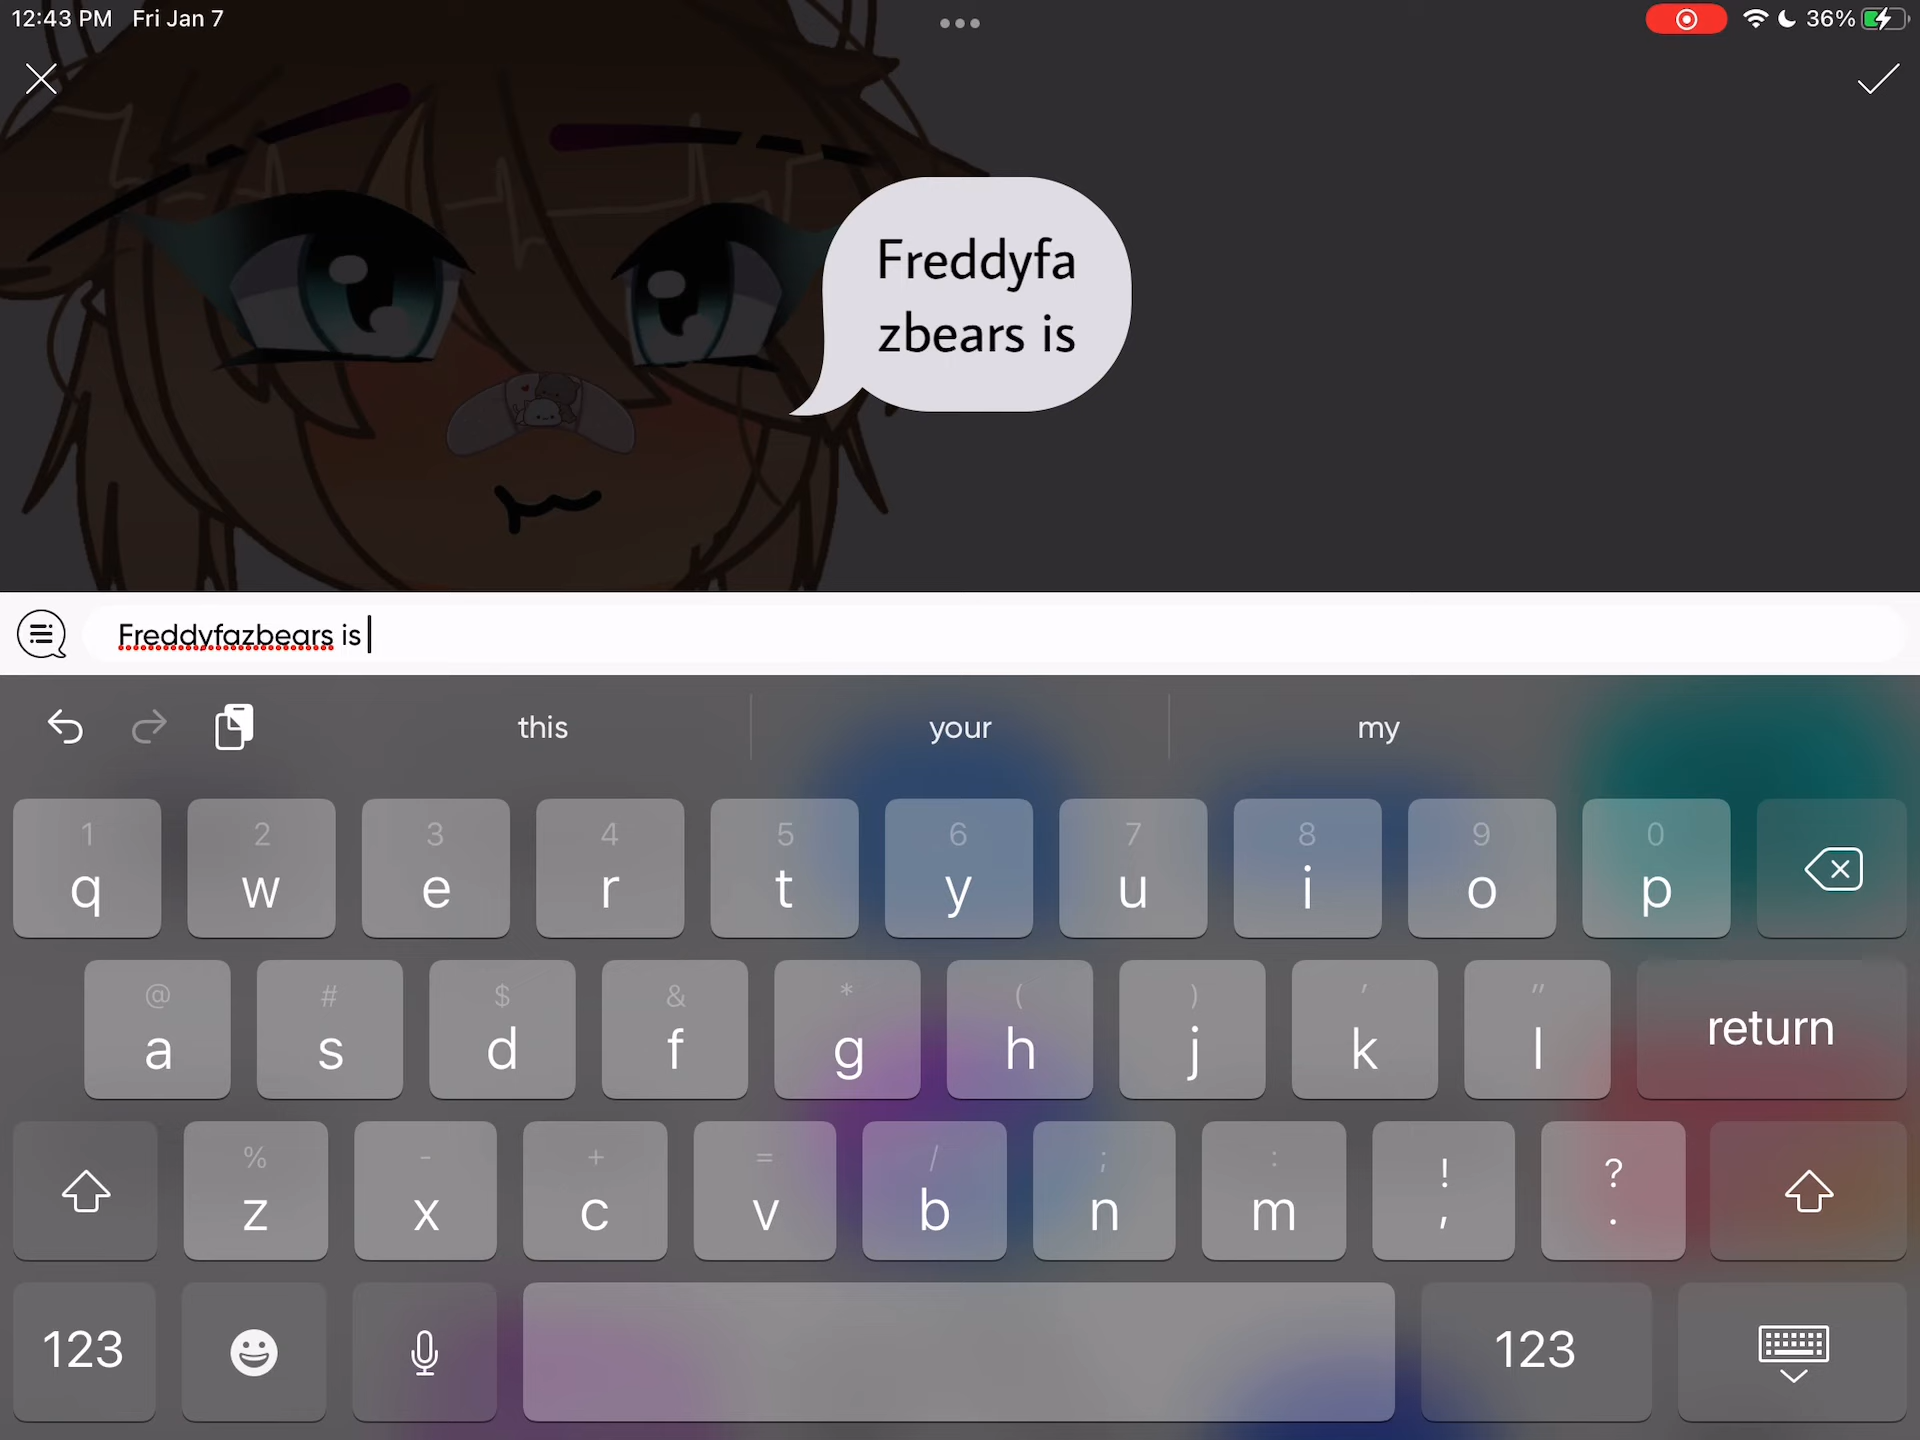 12:43 PM Fri Jan 7
36%
Freddyfa
zbears is
Freddyfazbears is
this your my
1 2 3 4 5 6 7 8 9 0
q w e r t y u i o p
@ # $ & * ( ) ' "
a s d f g h j k l return
% - + = / ; : ! ?
z x c v b n m , .
123 123